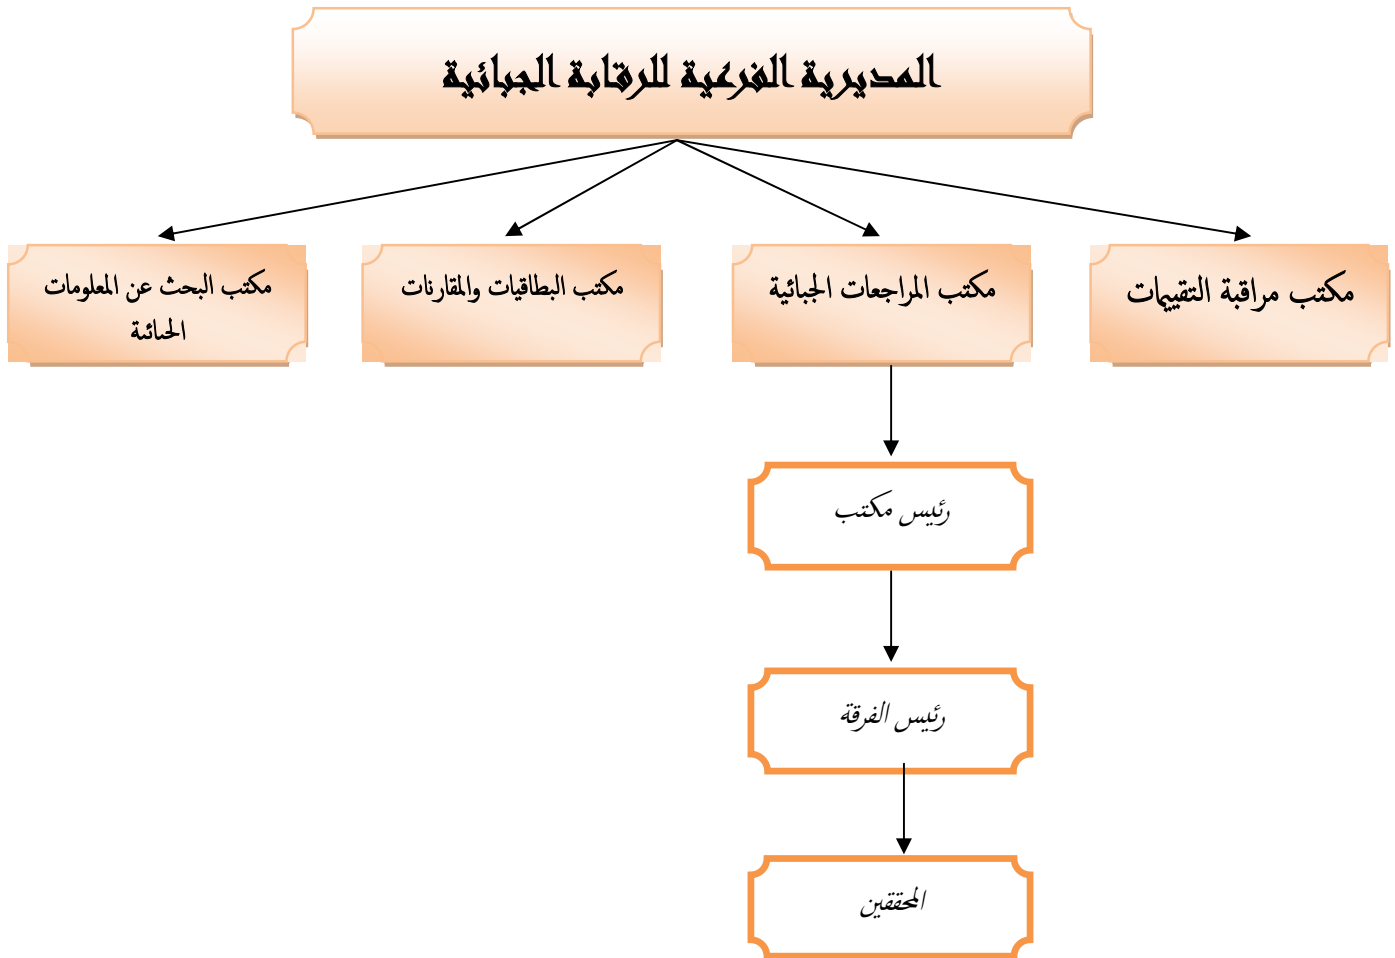 المديرية الفرعية للرقابة الجبائية
مكتب مراقبة التقييمات
مكتب المراجعات الجبائية
مكتب البطاقيات والمقارنات
مكتب البحث عن المعلومات
الجبائية
رئيس مكتب
رئيس الفرقة
المحققين